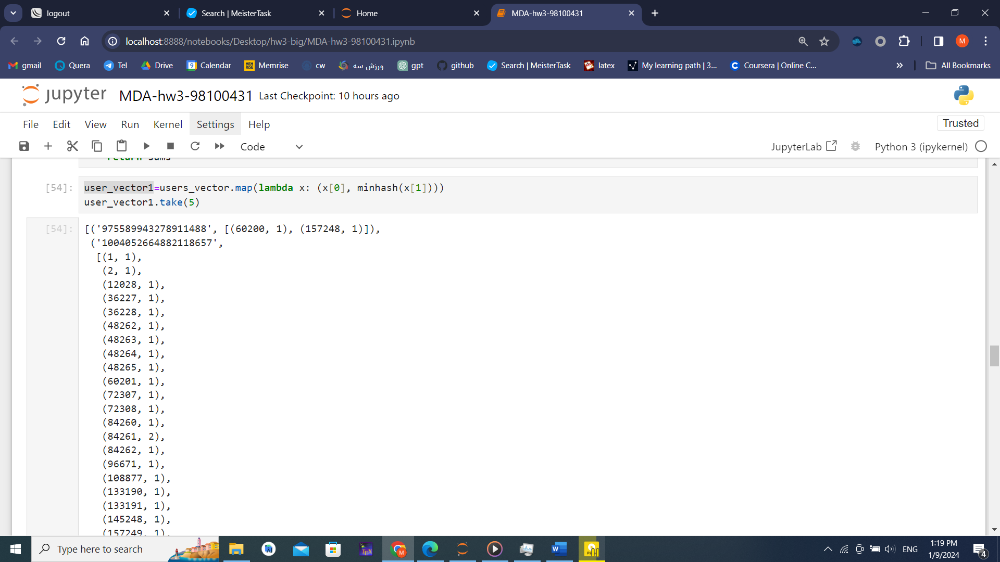 logout
Search | MeisterTask
Home
MDA-hw3-98100431
localhost:8888/notebooks/Desktop/hw3-big/MDA-hw3-98100431.ipynb
M
gmail
Quera
Tel
Drive
Calendar
Memrise
cw
ورزش سه
gpt
github
Search | MeisterTask
latex
My learning path | 3...
Coursera | Online C...
All Bookmarks
jupyter MDA-hw3-98100431 Last Checkpoint: 10 hours ago
File Edit View Run Kernel Settings Help
Trusted
Code
JupyterLab
Python 3 (ipykernel)
return sums
[54]: user_vector1=users_vector.map(lambda x: (x[0], minhash(x[1])))
user_vector1.take(5)
[54]: [('975589943278911488', [(60200, 1), (157248, 1)]),
('1004052664882118657',
[(1, 1),
(2, 1),
(12028, 1),
(36227, 1),
(36228, 1),
(48262, 1),
(48263, 1),
(48264, 1),
(48265, 1),
(60201, 1),
(72307, 1),
(72308, 1),
(84260, 1),
(84261, 2),
(84262, 1),
(96671, 1),
(108877, 1),
(133190, 1),
(133191, 1),
(145248, 1),
(157249, 1),
Type here to search
ENG
1:19 PM
1/9/2024
4